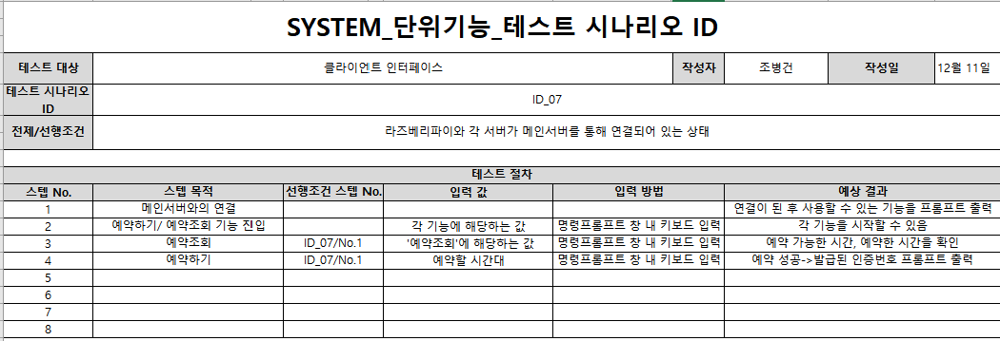 SYSTEM_단위기능_테스트 시나리오 ID
테스트 대상 클라이언트 인터페이스 작성자 조병건 작성일 12월 11일
테스트 시나리오
ID ID_07
전제/선행조건 라즈베리파이와 각 서버가 메인서버를 통해 연결되어 있는 상태
테스트 절차
스텝 No. 스텝 목적 선행조건 스텝 No. 입력 값 입력 방법 예상 결과
1 메인서버와의 연결 연결이 된 후 사용할 수 있는 기능을 프롬프트 출력
2 예약하기/ 예약조회 기능 진입 각 기능에 해당하는 값 명령프롬프트 창 내 키보드 입력 각 기능을 시작할 수 있음
3 예약조회 ID_07/No.1 '예약조회'에 해당하는 값 명령프롬프트 창 내 키보드 입력 예약 가능한 시간, 예약한 시간을 확인
4 예약하기 ID_07/No.1 예약할 시간대 명령프롬프트 창 내 키보드 입력 예약 성공->발급된 인증번호 프롬프트 출력
5
6
7
8